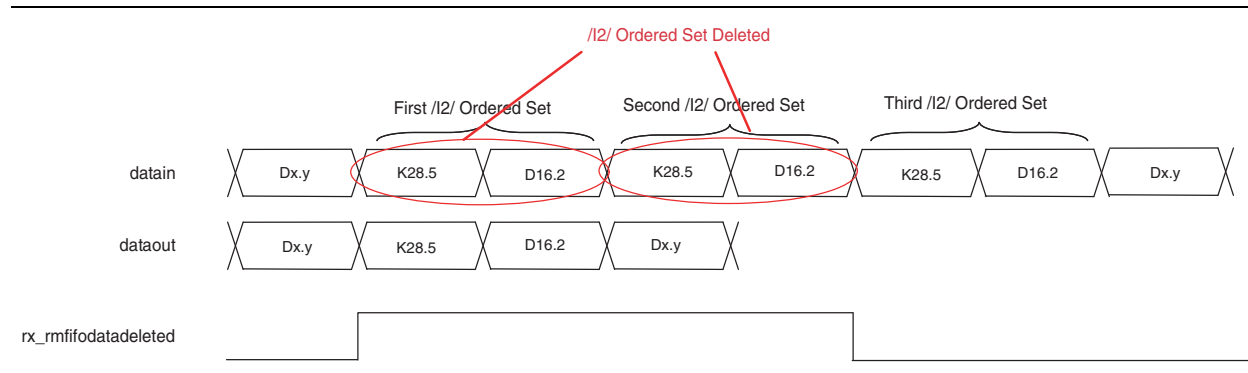 /I2/ Ordered Set Deleted
First /I2/ Ordered Set Second /I2/ Ordered Set Third /I2/ Ordered Set
datain Dx.y K28.5 D16.2 K28.5 D16.2 K28.5 D16.2 Dx.y
dataout Dx.y K28.5 D16.2 Dx.y
rx_rmfifodatadeleted